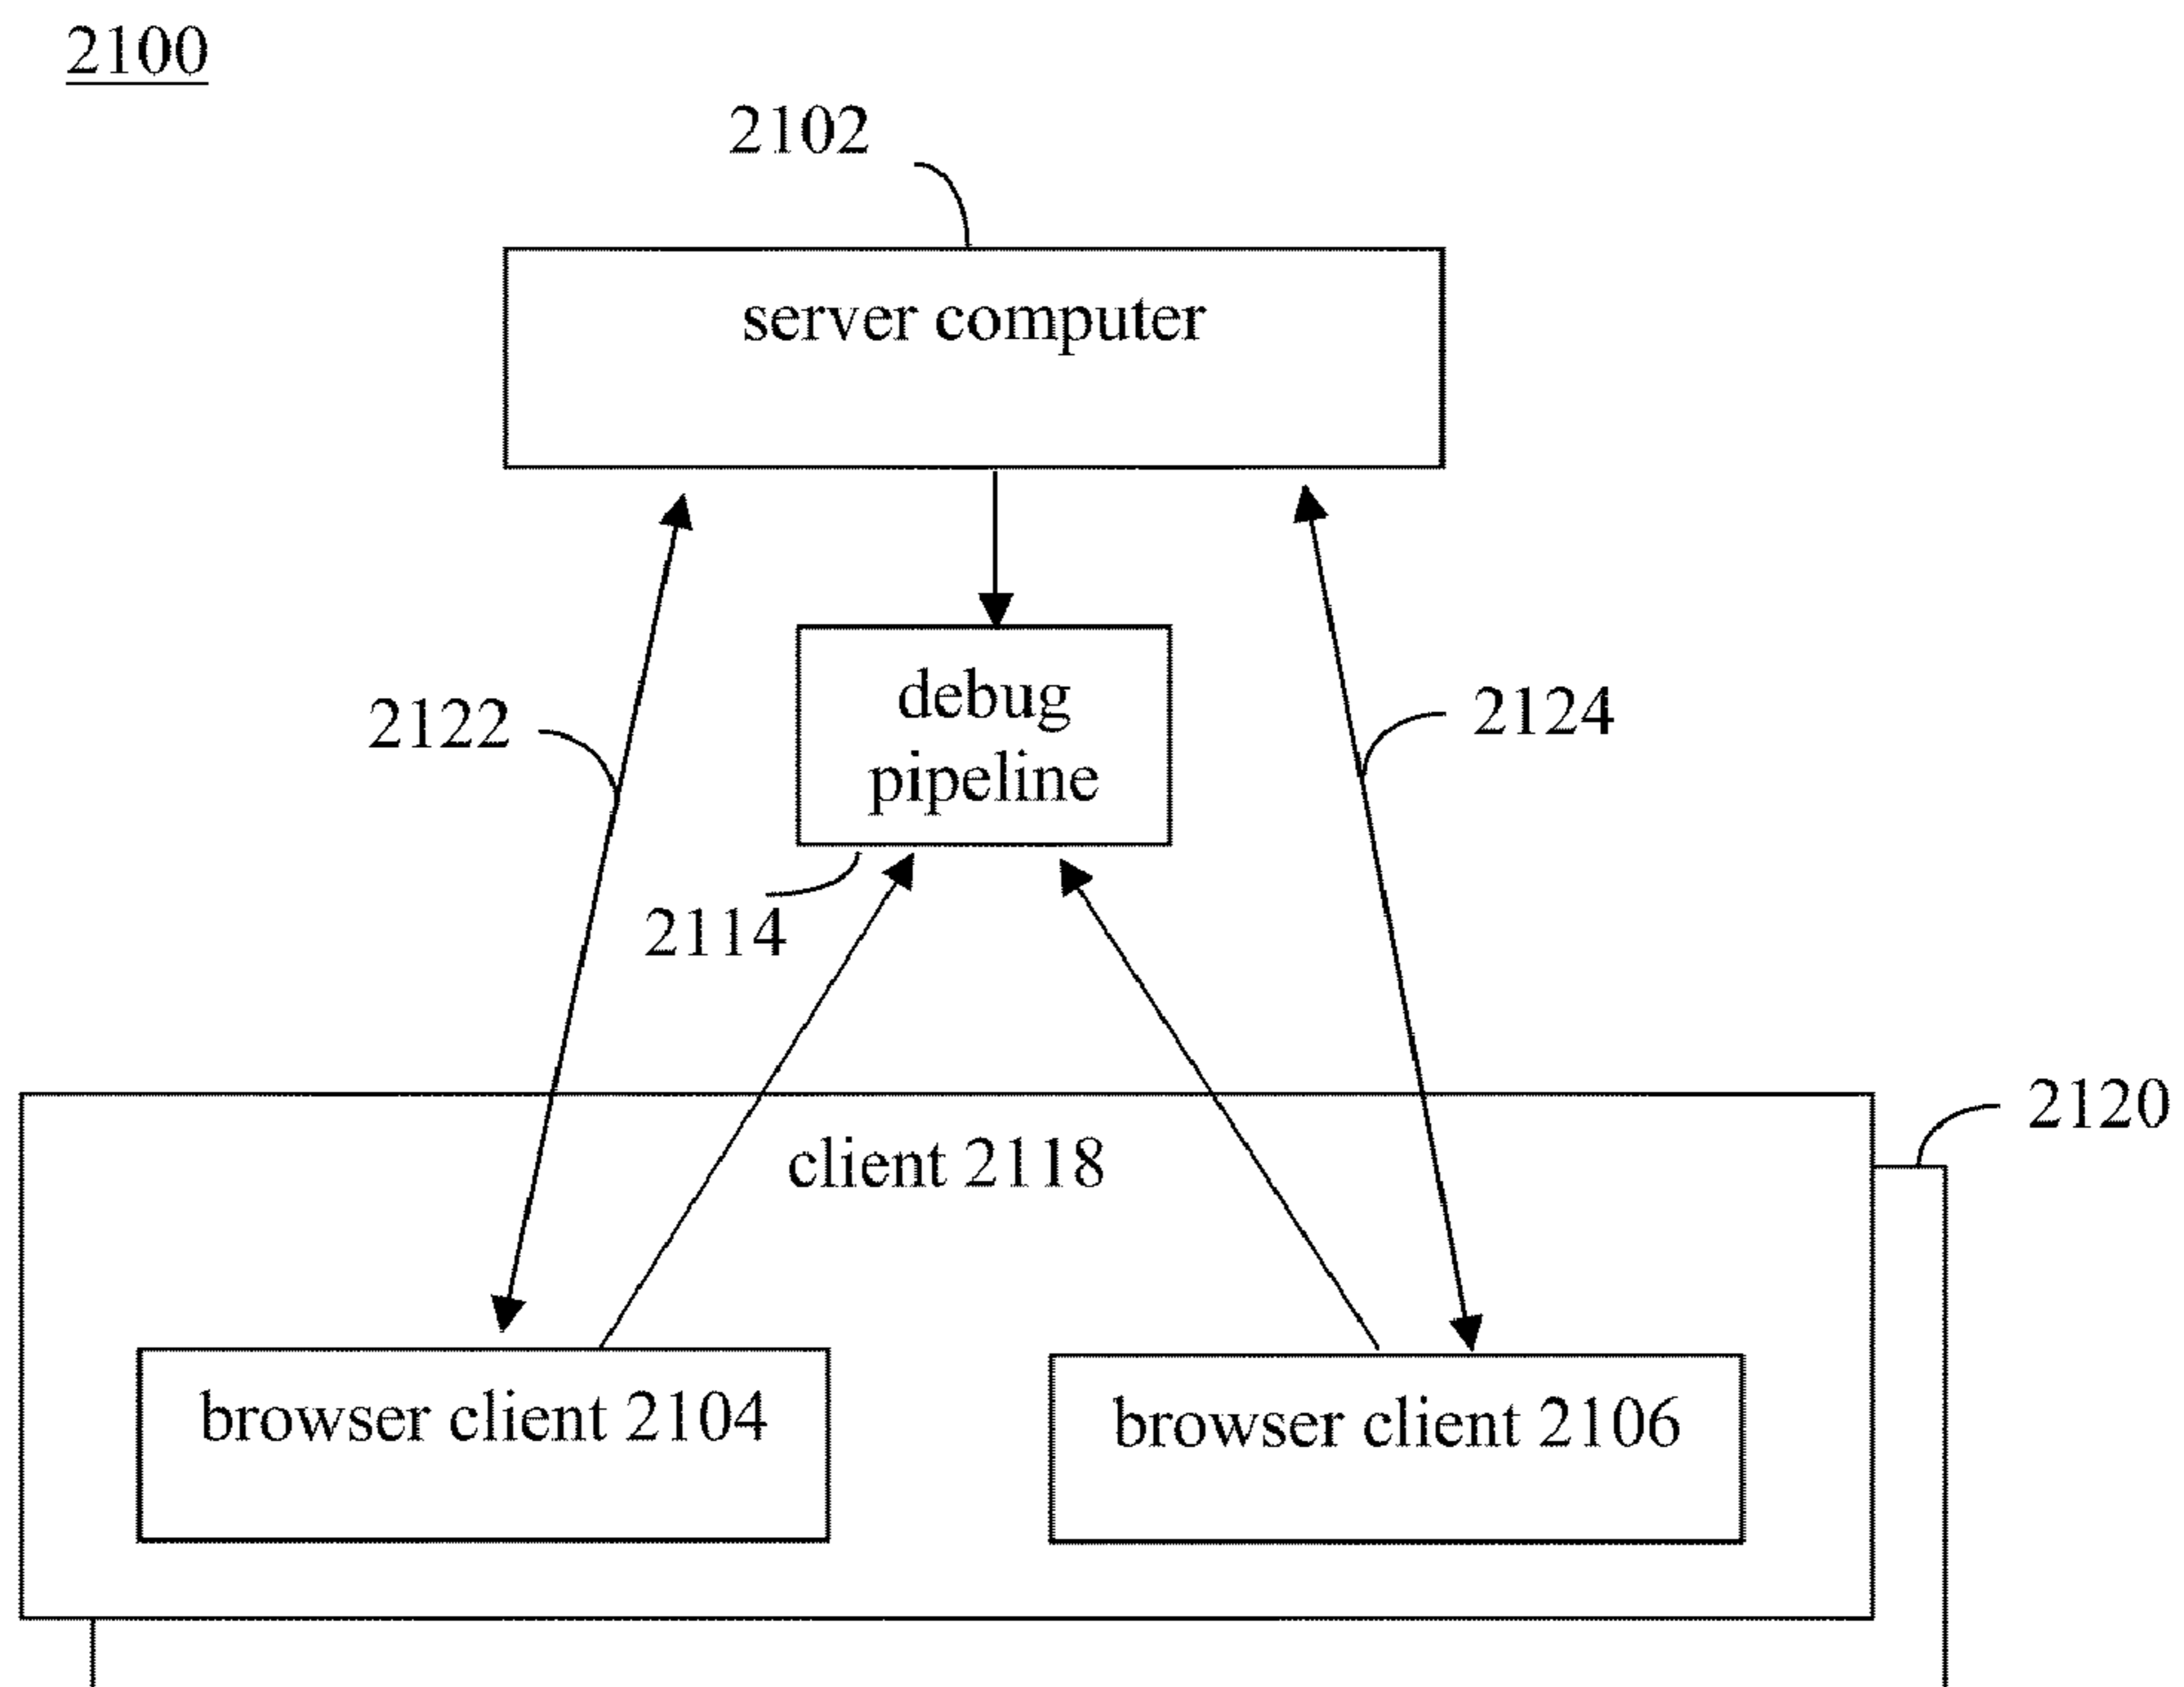 2100
2102
server computer
debug
pipeline
2122
2124
2114
2120
client 2118
browser client 2104
browser client 2106